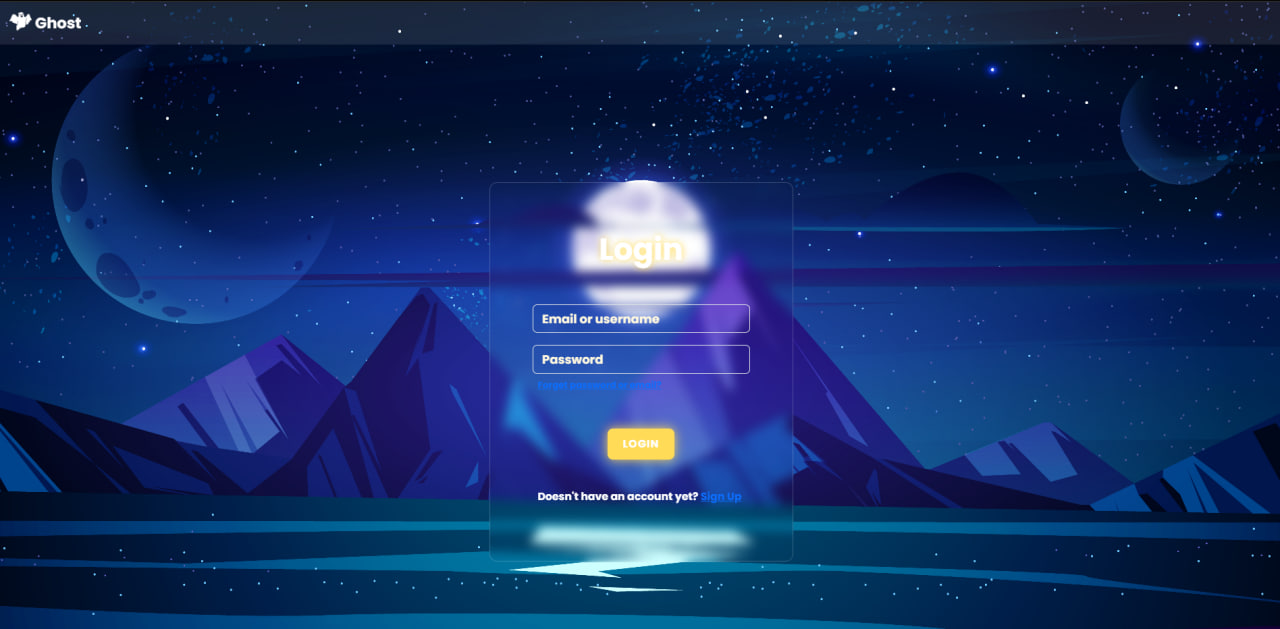 Ghost
Login
Email or username
Password
Forgot password or email?
LOGIN
Doesn't have an account yet? Sign Up